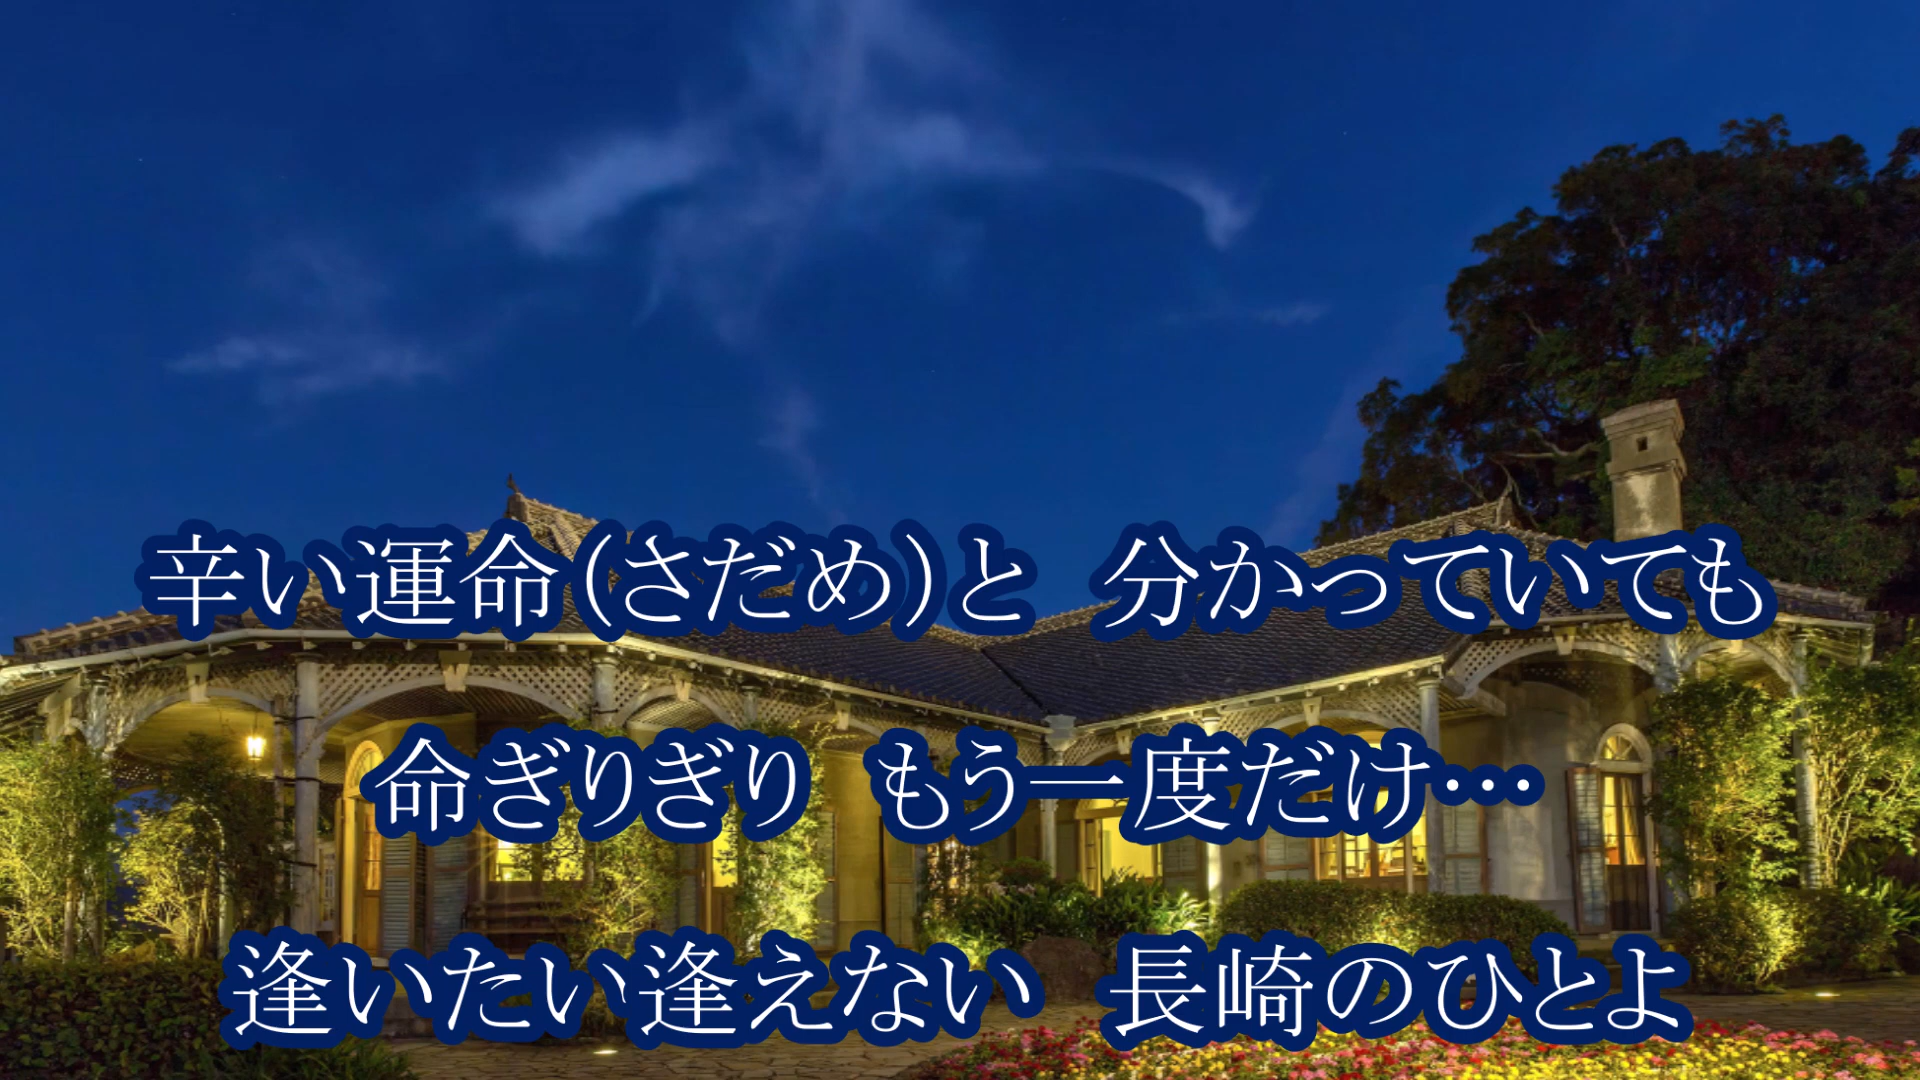 辛い運命（さだめ）と　分かっていても
命ぎりぎり　もう一度だけ…
逢いたい逢えない　長崎のひとよ